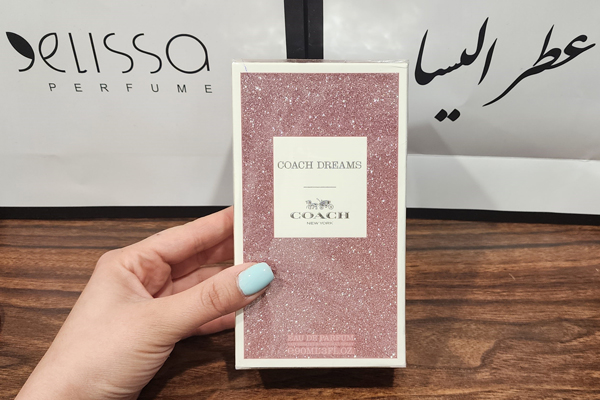 elissa
PERFUME
عطر الیسا
COACH DREAMS
COACH
NEW YORK
EAU DE PARFUM